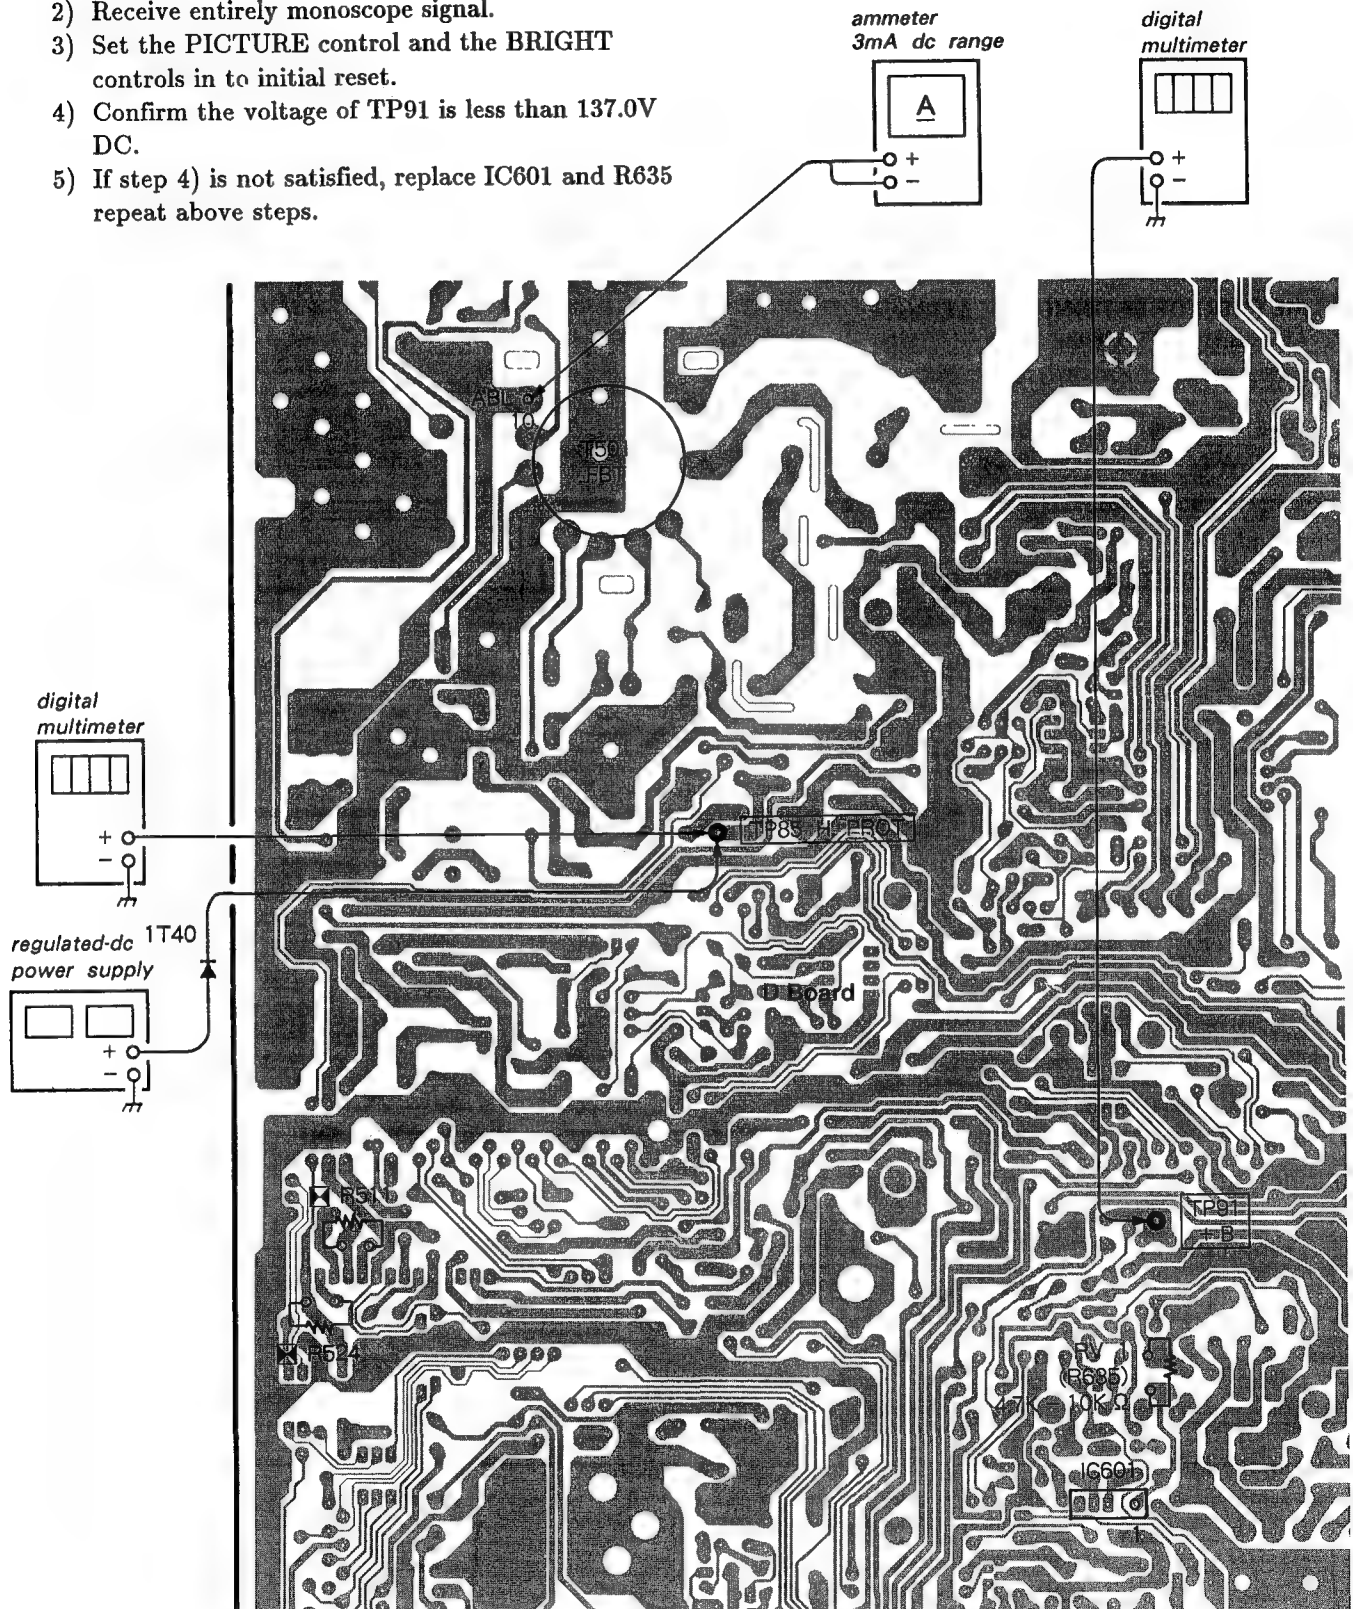 2) Receive entirely monoscope signal.
3) Set the PICTURE control and the BRIGHT
controls in to initial reset.
4) Confirm the voltage of TP91 is less than 137.0V
DC.
5) If step 4) is not satisfied, replace IC601 and R635
repeat above steps.
ammeter
3mA dc range
A
+
−
digital
multimeter
+
−
ABL
10
T501
FBT
digital
multimeter
+
−
TP85 H. PROT
1T40
regulated-dc
power supply
+
−
D Board
R511
TP91
+B
R524
RV
(R635)
4.7K – 10KΩ
IC601
1